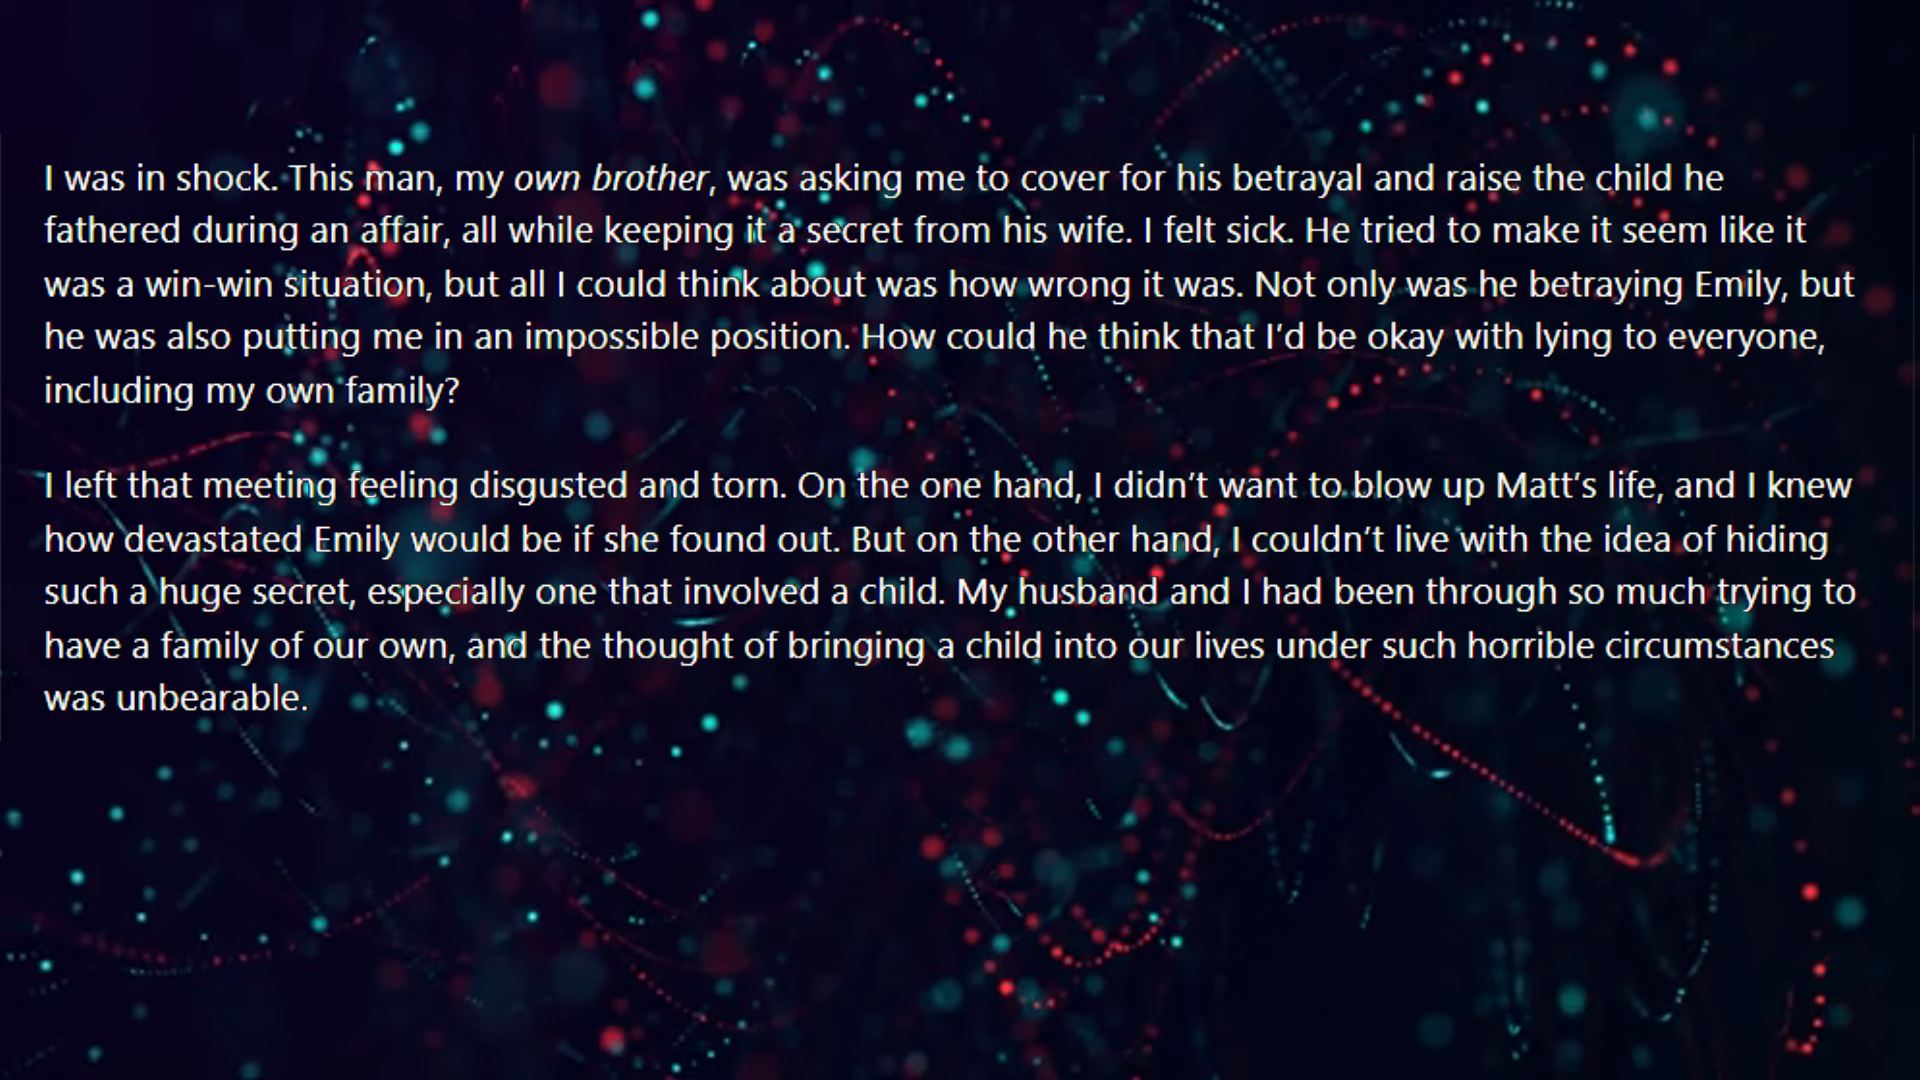 I was in shock. This man, my own brother, was asking me to cover for his betrayal and raise the child he
fathered during an affair, all while keeping it a secret from his wife. I felt sick. He tried to make it seem like it
was a win-win situation, but all I could think about was how wrong it was. Not only was he betraying Emily, but
he was also putting me in an impossible position. How could he think that I’d be okay with lying to everyone,
including my own family?
I left that meeting feeling disgusted and torn. On the one hand, I didn’t want to blow up Matt’s life, and I knew
how devastated Emily would be if she found out. But on the other hand, I couldn’t live with the idea of hiding
such a huge secret, especially one that involved a child. My husband and I had been through so much trying to
have a family of our own, and the thought of bringing a child into our lives under such horrible circumstances
was unbearable.